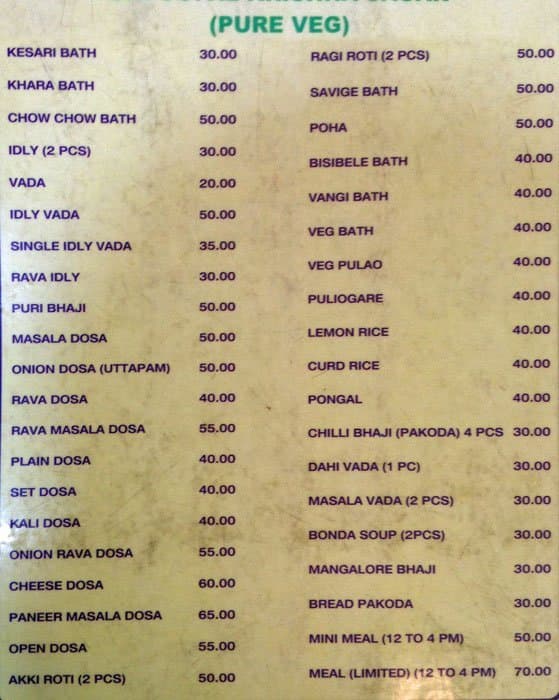 (PURE VEG)
KESARI BATH 30.00
KHARA BATH 30.00
CHOW CHOW BATH 50.00
IDLY (2 PCS) 30.00
VADA 20.00
IDLY VADA 50.00
SINGLE IDLY VADA 35.00
RAVA IDLY 30.00
PURI BHAJI 50.00
MASALA DOSA 50.00
ONION DOSA (UTTAPAM) 50.00
RAVA DOSA 40.00
RAVA MASALA DOSA 55.00
PLAIN DOSA 40.00
SET DOSA 40.00
KALI DOSA 40.00
ONION RAVA DOSA 55.00
CHEESE DOSA 60.00
PANEER MASALA DOSA 65.00
OPEN DOSA 55.00
AKKI ROTI (2 PCS) 50.00
RAGI ROTI (2 PCS) 50.00
SAVIGE BATH 50.00
POHA 50.00
BISIBELE BATH 40.00
VANGI BATH 40.00
VEG BATH 40.00
VEG PULAO 40.00
PULIOGARE 40.00
LEMON RICE 40.00
CURD RICE 40.00
PONGAL 40.00
CHILLI BHAJI (PAKODA) 4 PCS 30.00
DAHI VADA (1 PC) 30.00
MASALA VADA (2 PCS) 30.00
BONDA SOUP (2PCS) 30.00
MANGALORE BHAJI 30.00
BREAD PAKODA 30.00
MINI MEAL (12 TO 4 PM) 50.00
MEAL (LIMITED) (12 TO 4 PM) 70.00